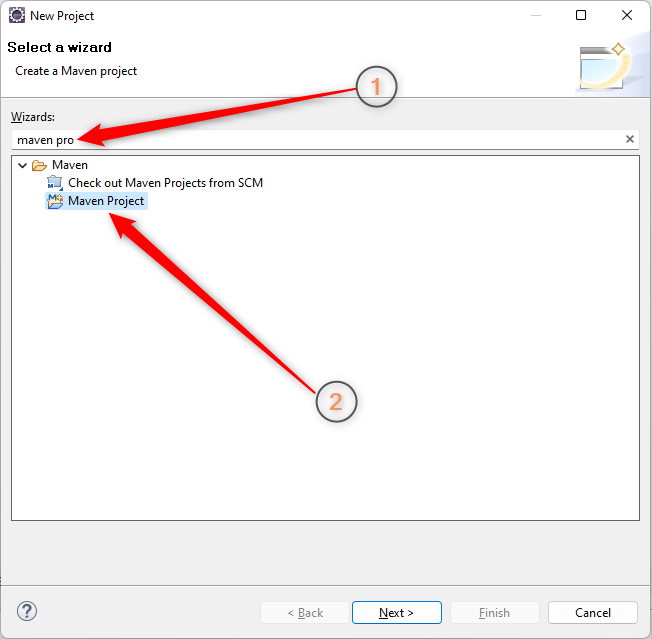 New Project
Select a wizard
Create a Maven project
1
Wizards:
maven pro
Maven
Check out Maven Projects from SCM
Maven Project
2
< Back
Next >
Finish
Cancel